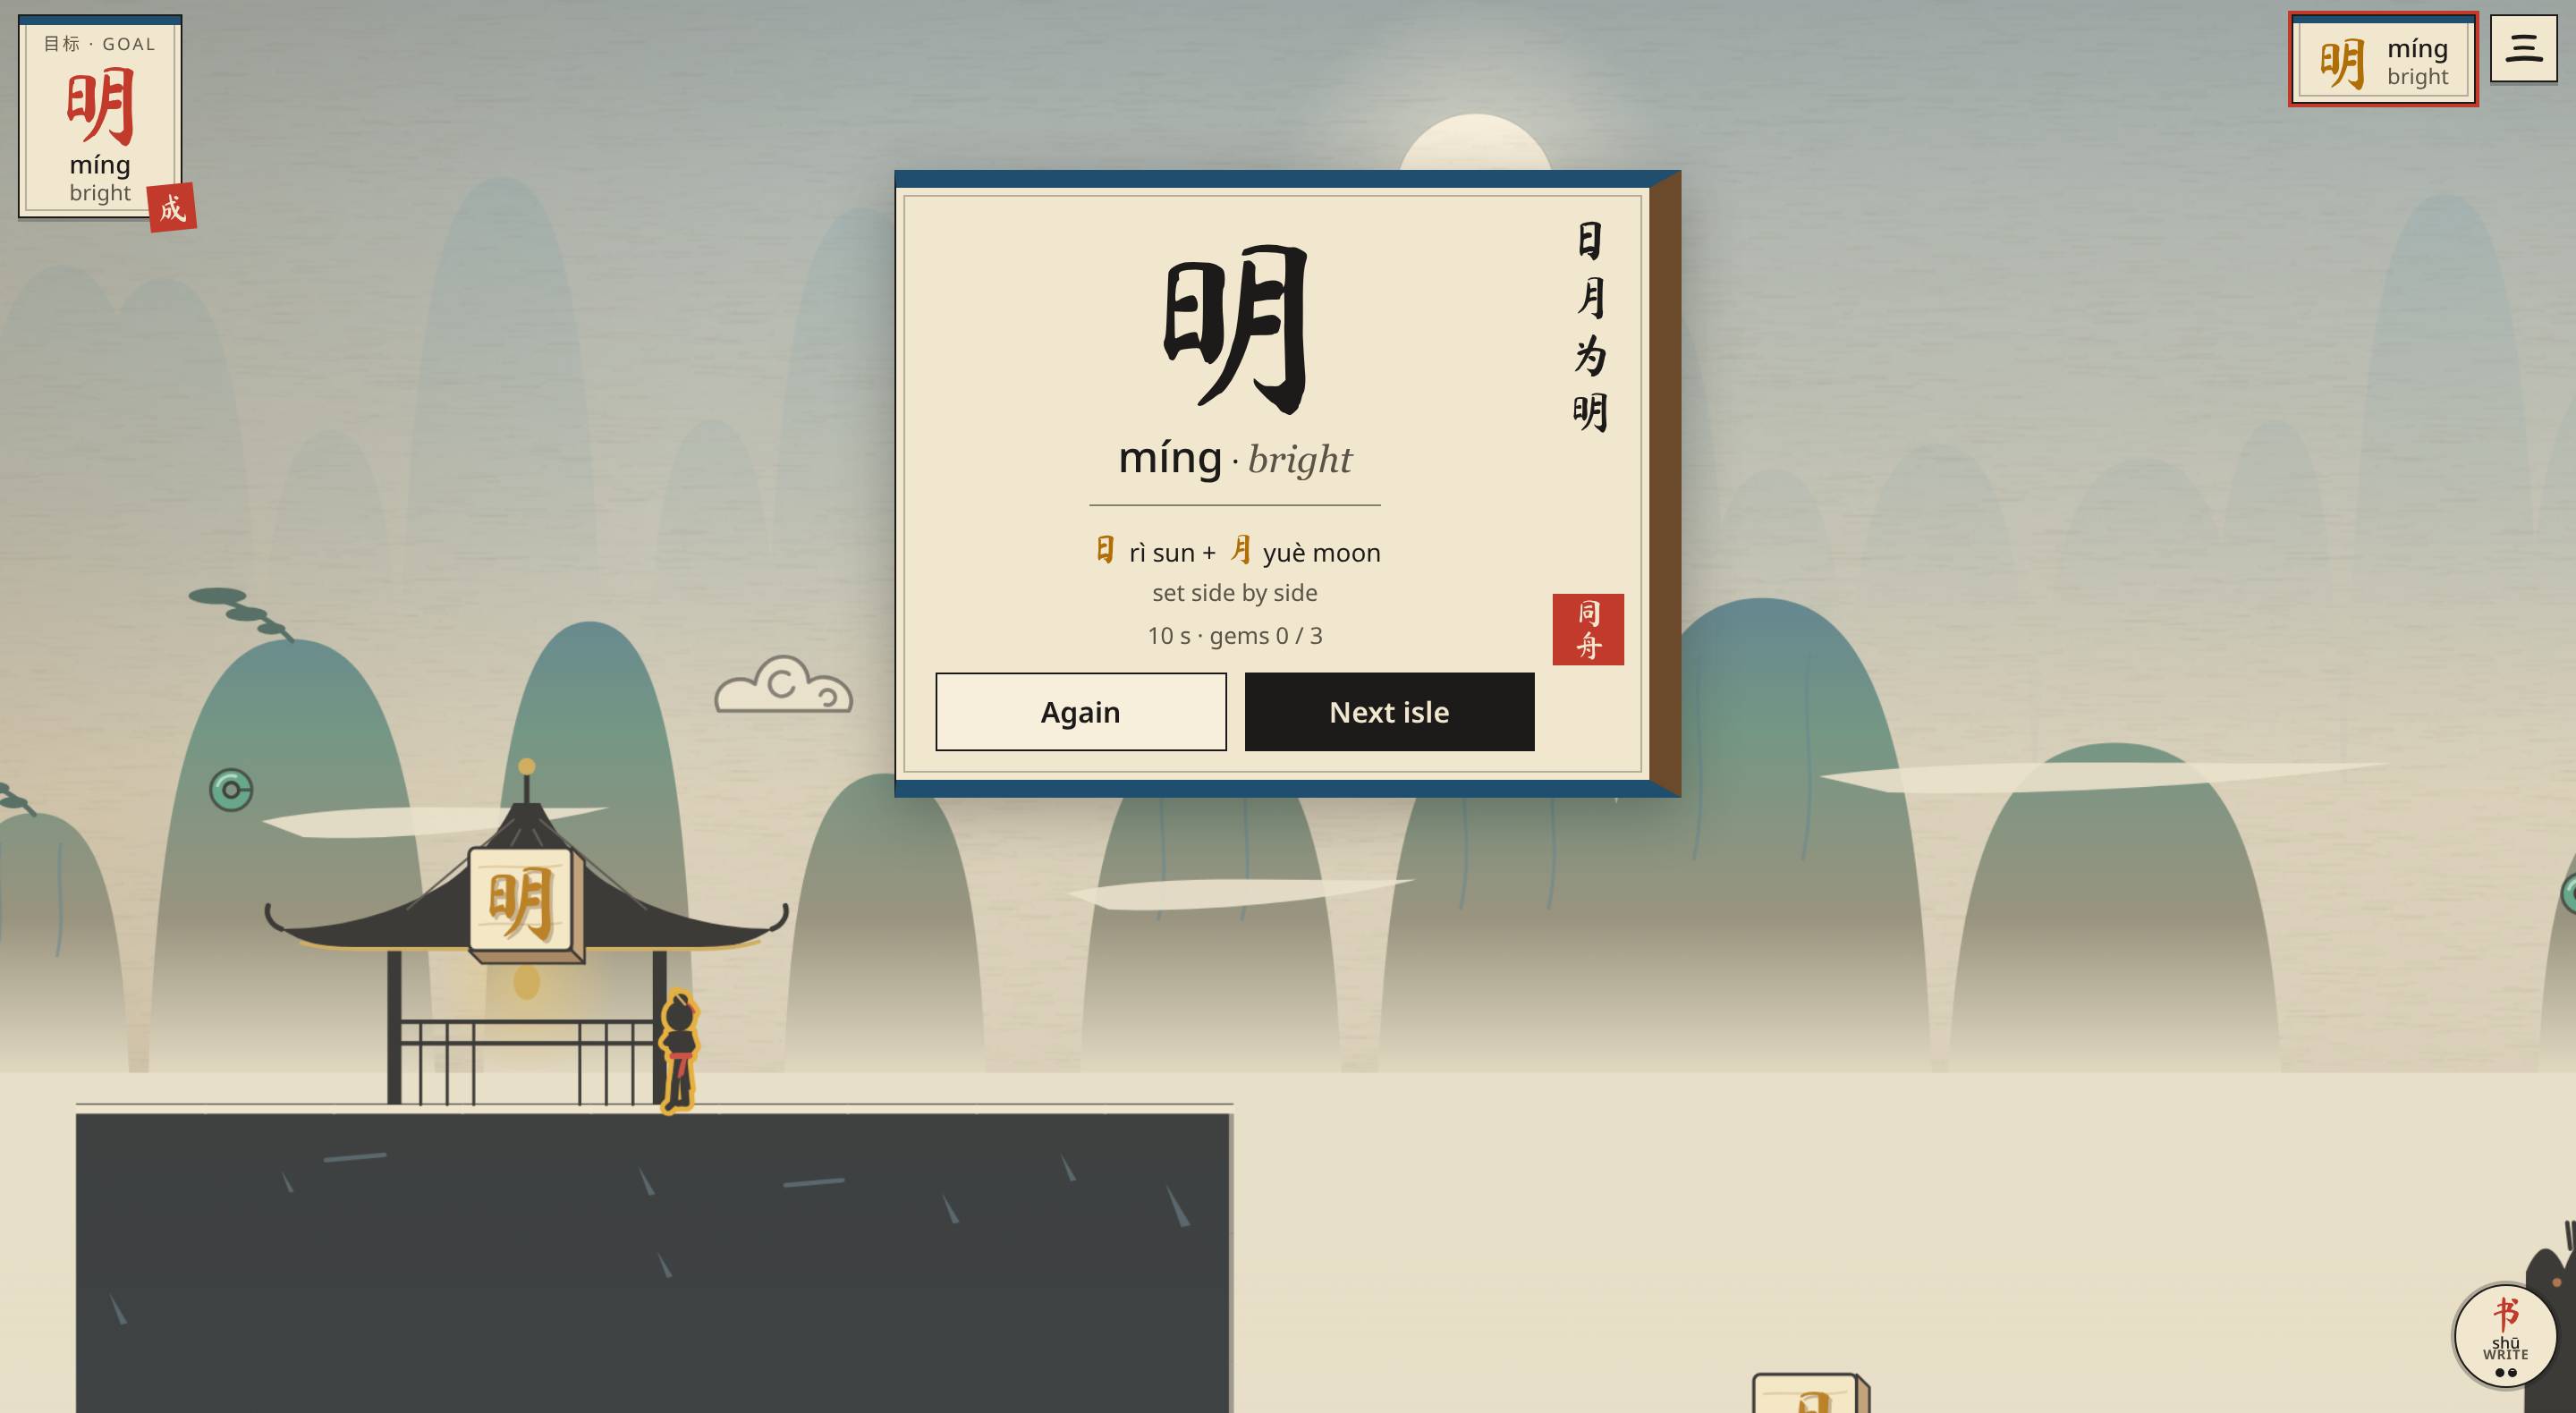 目标 · GOAL
明
míng
bright
成
明
míng
bright
三
明
míng · bright
日 rì sun + 月 yuè moon
set side by side
10 s · gems 0 / 3
Again
Next isle
日月为明
同舟
明
书
shū
WRITE